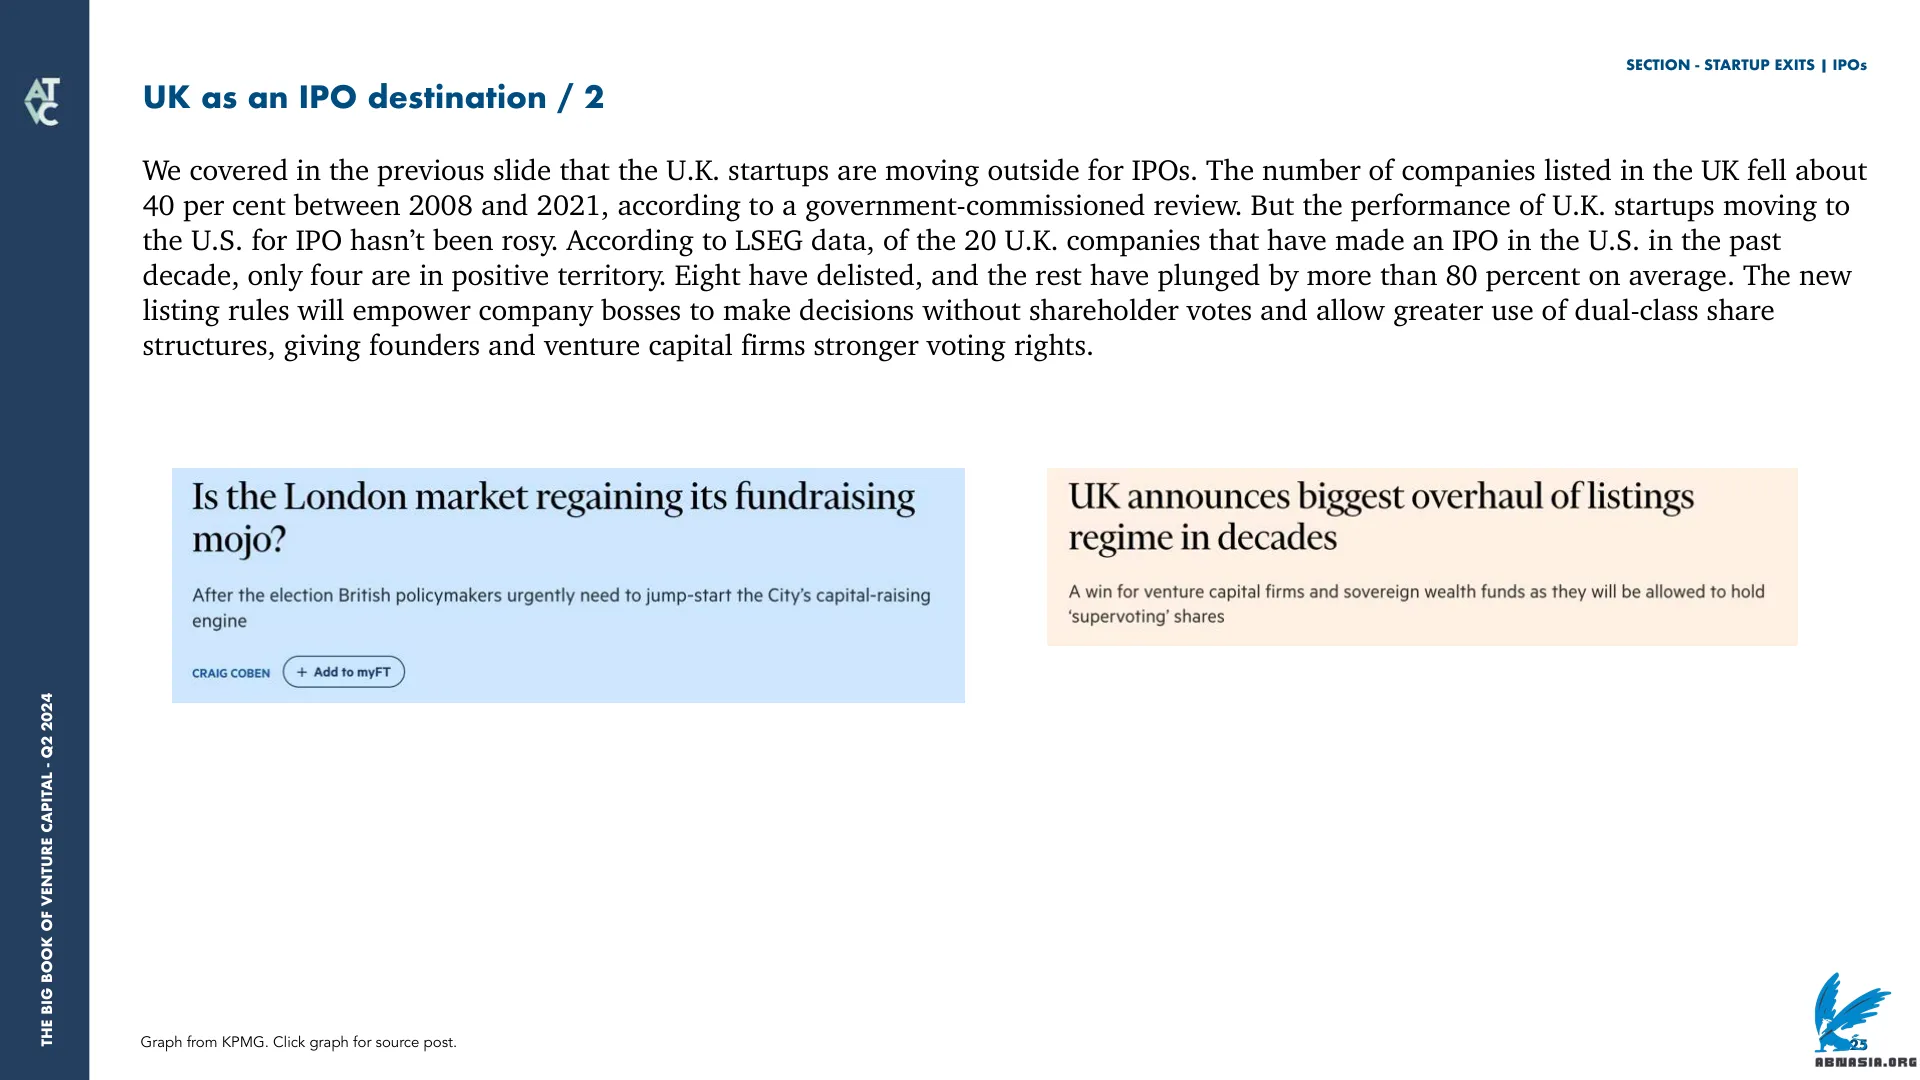 SECTION - STARTUP EXITS | IPOs
UK as an IPO destination / 2
We covered in the previous slide that the U.K. startups are moving outside for IPOs. The number of companies listed in the UK fell about
40 per cent between 2008 and 2021, according to a government-commissioned review. But the performance of U.K. startups moving to
the U.S. for IPO hasn’t been rosy. According to LSEG data, of the 20 U.K. companies that have made an IPO in the U.S. in the past
decade, only four are in positive territory. Eight have delisted, and the rest have plunged by more than 80 percent on average. The new
listing rules will empower company bosses to make decisions without shareholder votes and allow greater use of dual-class share
structures, giving founders and venture capital firms stronger voting rights.
Is the London market regaining its fundraising
mojo?
After the election British policymakers urgently need to jump-start the City’s capital-raising
engine
CRAIG COBEN + Add to myFT
UK announces biggest overhaul of listings
regime in decades
A win for venture capital firms and sovereign wealth funds as they will be allowed to hold
‘supervoting’ shares
Graph from KPMG. Click graph for source post.
ATVC
THE BIG BOOK OF VENTURE CAPITAL - Q2 2024
25
ABNASIA.ORG